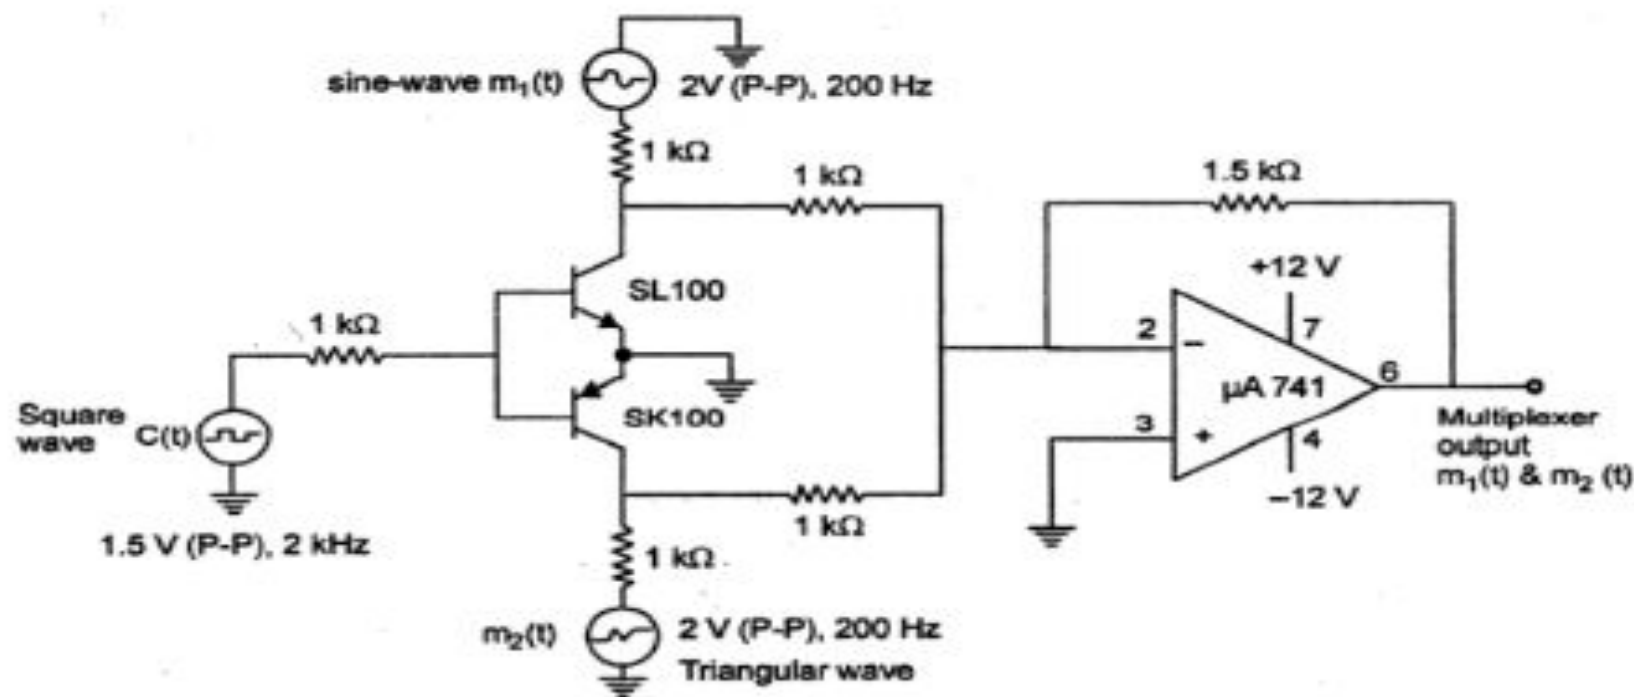 sine-wave m₁(t)
2V (P-P), 200 Hz
1 kΩ
1 kΩ
1.5 kΩ
+12 V
SL100
1 kΩ
2
7
−
μA 741
6
Square
wave
C(t)
SK100
3
+
4
Multiplexer
output
m₁(t) & m₂ (t)
−12 V
1 kΩ
1.5 V (P-P), 2 kHz
1 kΩ
m₂(t)
2 V (P-P), 200 Hz
Triangular wave